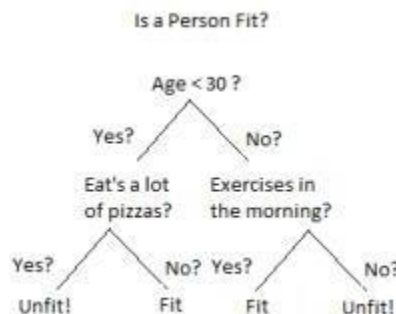 Is a Person Fit?
Age < 30 ?
Yes?
No?
Eat's a lot
of pizzas?
Exercises in
the morning?
Yes?
No?
Yes?
No?
Unfit!
Fit
Fit
Unfit!